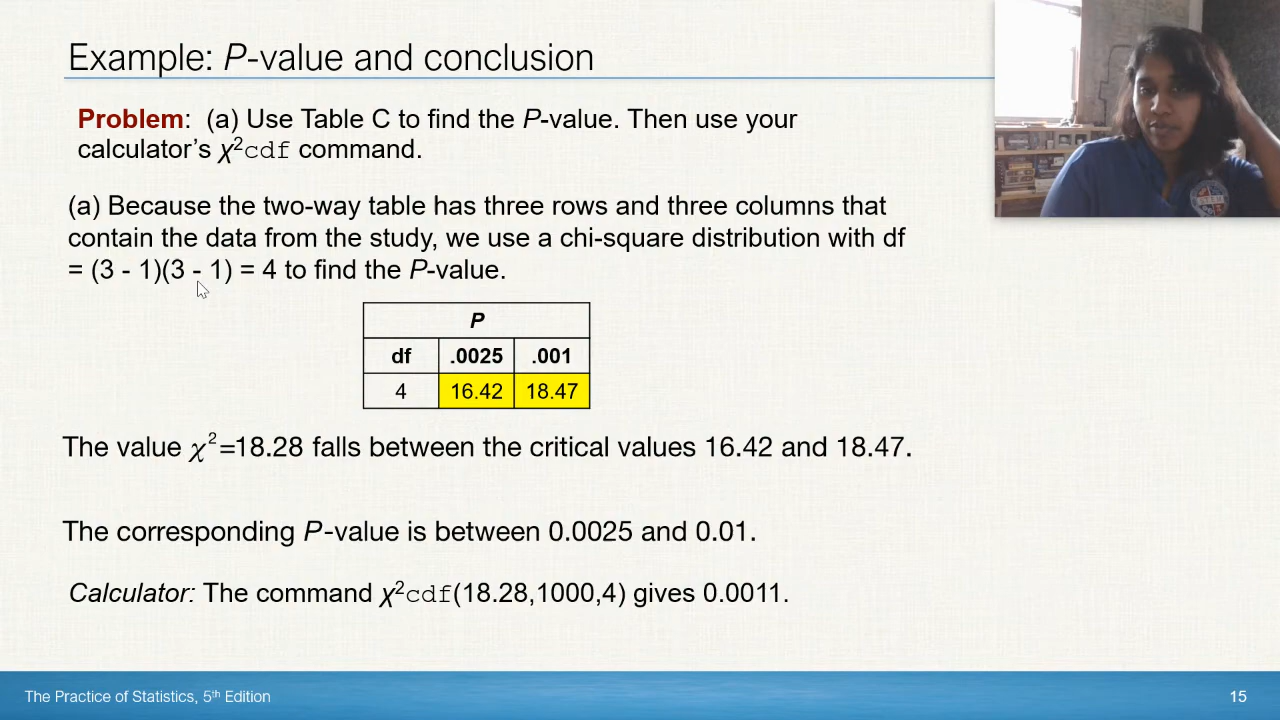 Example: P-value and conclusion
Problem: (a) Use Table C to find the P-value. Then use your
calculator’s χ²cdf command.
(a) Because the two-way table has three rows and three columns that
contain the data from the study, we use a chi-square distribution with df
= (3 - 1)(3 - 1) = 4 to find the P-value.
P
df .0025 .001
4 16.42 18.47
The value χ²=18.28 falls between the critical values 16.42 and 18.47.
The corresponding P-value is between 0.0025 and 0.01.
Calculator: The command χ²cdf(18.28,1000,4) gives 0.0011.
The Practice of Statistics, 5th Edition
15